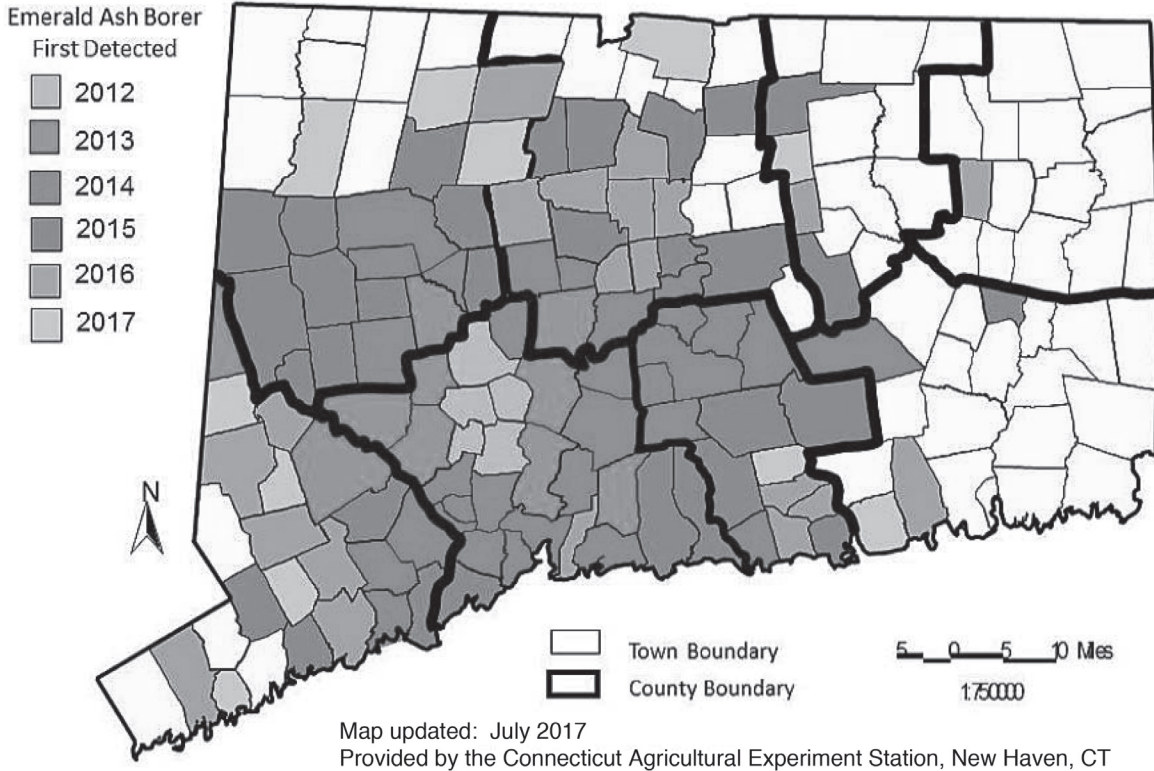 Emerald Ash Borer
First Detected
2012
2013
2014
2015
2016
2017
N
Town Boundary
County Boundary
5 0 5 10 Miles
1:750000
Map updated: July 2017
Provided by the Connecticut Agricultural Experiment Station, New Haven, CT